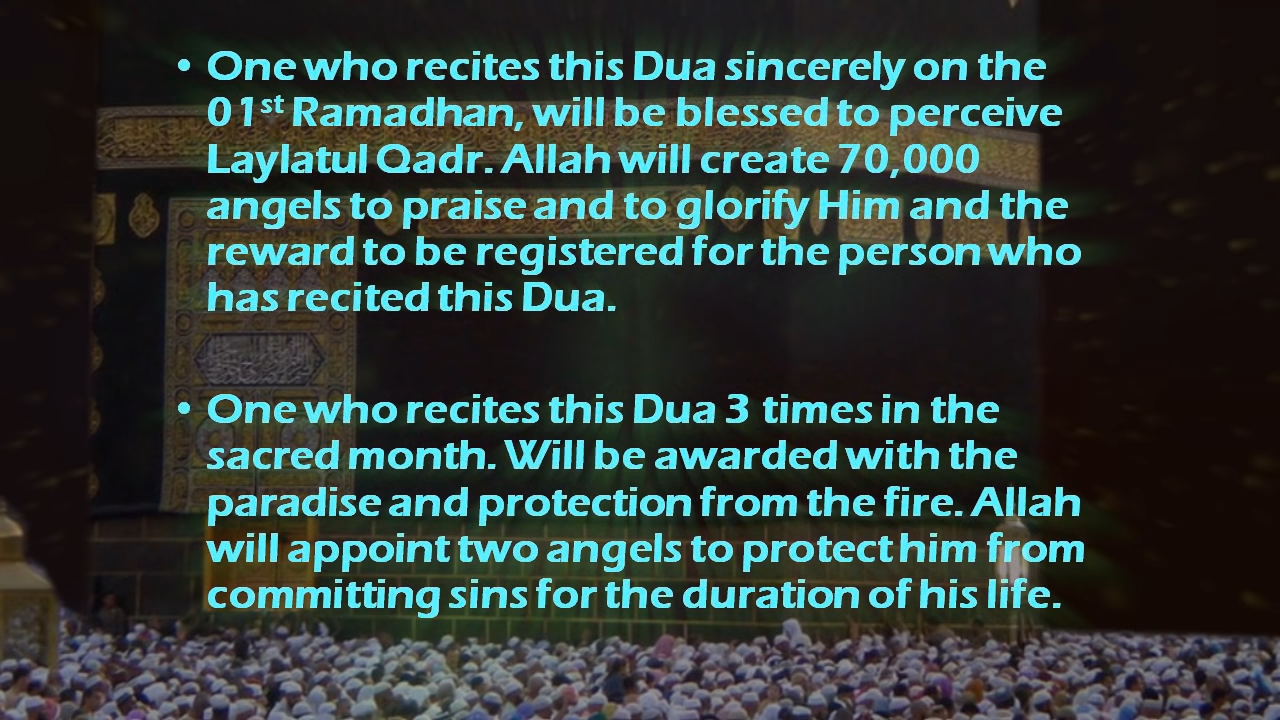 • One who recites this Dua sincerely on the
01st Ramadhan, will be blessed to perceive
Laylatul Qadr. Allah will create 70,000
angels to praise and to glorify Him and the
reward to be registered for the person who
has recited this Dua.
• One who recites this Dua 3 times in the
sacred month. Will be awarded with the
paradise and protection from the fire. Allah
will appoint two angels to protect him from
committing sins for the duration of his life.